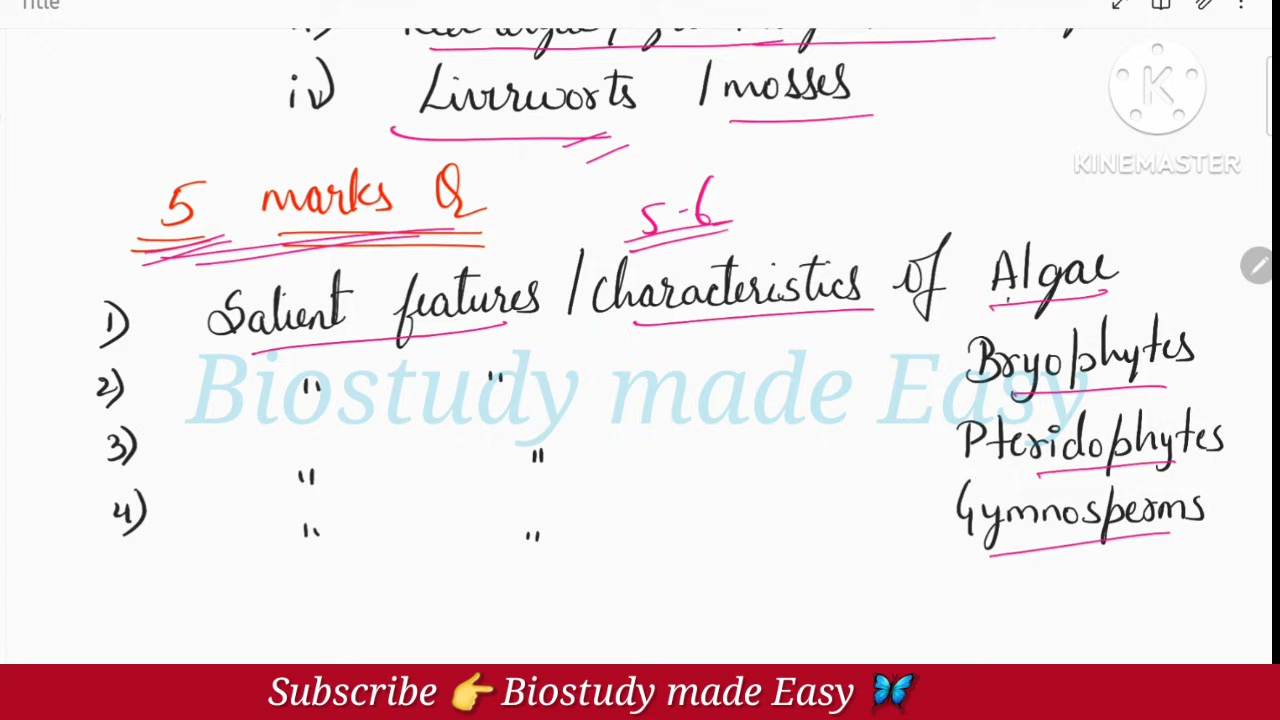 Title
iv) Liverworts / mosses
KINEMASTER
5 marks Q
5-6
1) Salient features / characteristics of Algae
2) " " Bryophytes
3) " " Pteridophytes
4) " " Gymnosperms
Biostudy made Easy
Subscribe 👉 Biostudy made Easy 🦋